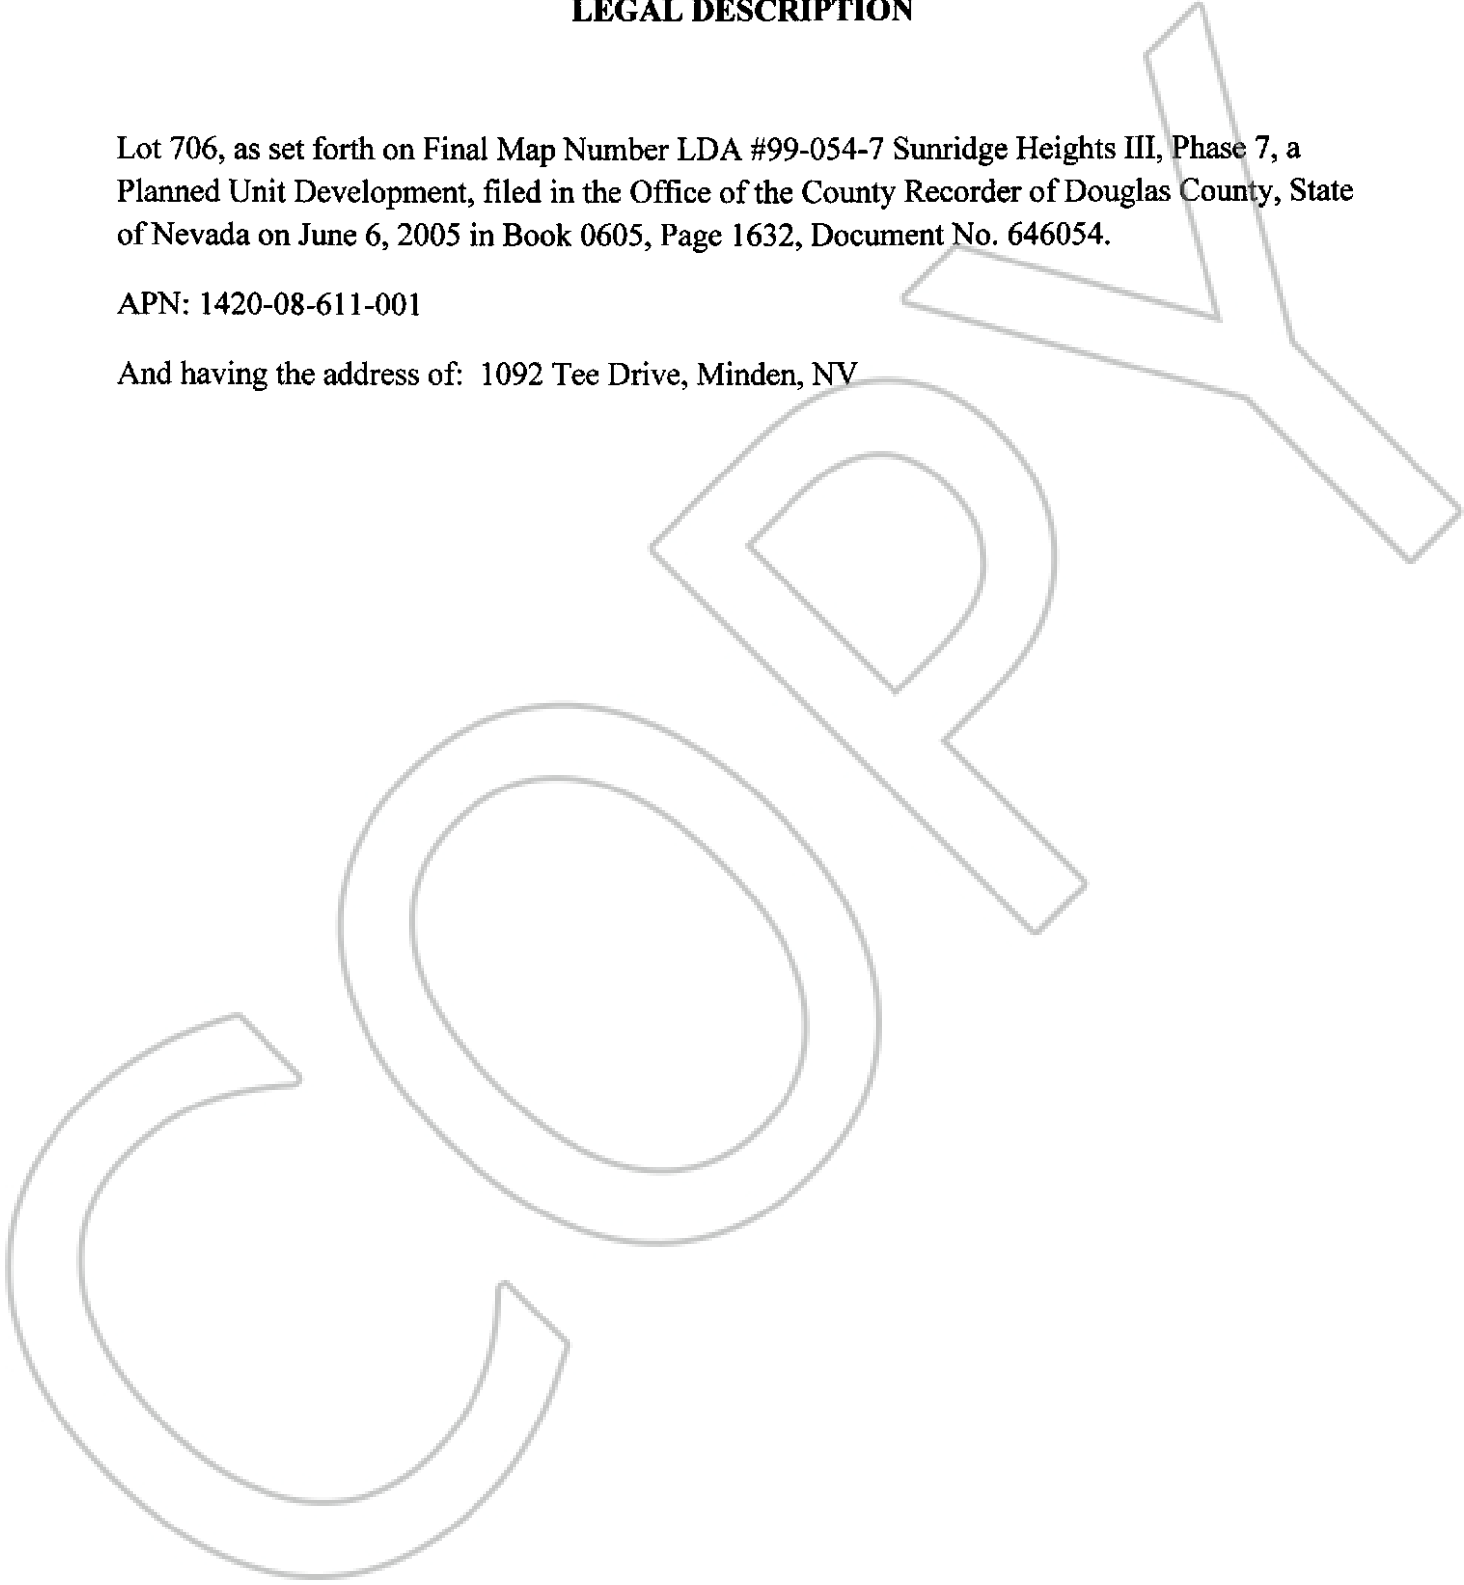 LEGAL DESCRIPTION
Lot 706, as set forth on Final Map Number LDA #99-054-7 Sunridge Heights III, Phase 7, a
Planned Unit Development, filed in the Office of the County Recorder of Douglas County, State
of Nevada on June 6, 2005 in Book 0605, Page 1632, Document No. 646054.
APN: 1420-08-611-001
And having the address of: 1092 Tee Drive, Minden, NV
COPY